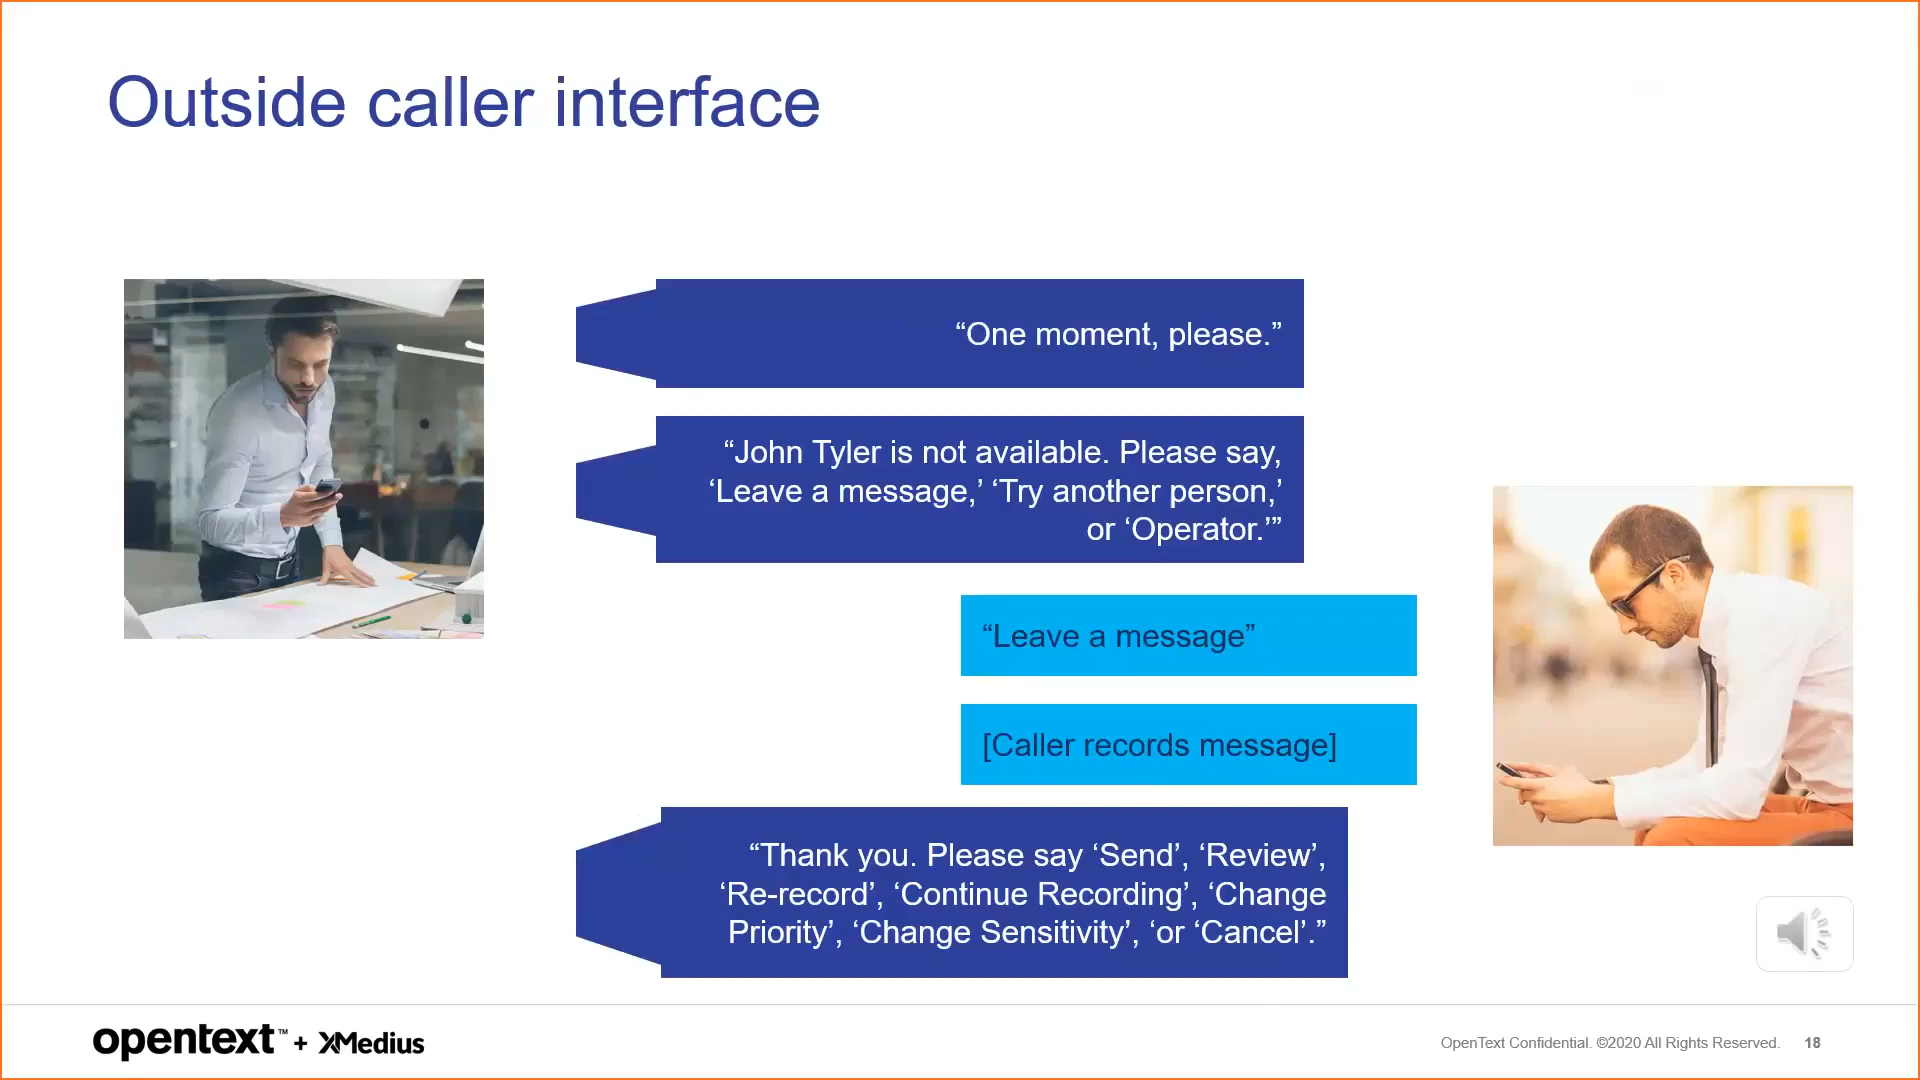 Outside caller interface
“One moment, please.”
“John Tyler is not available. Please say,
‘Leave a message,’ ‘Try another person,’
or ‘Operator.’”
“Leave a message”
[Caller records message]
“Thank you. Please say ‘Send’, ‘Review’,
‘Re-record’, ‘Continue Recording’, ‘Change
Priority’, ‘Change Sensitivity’, ‘or ‘Cancel’.”
opentext™ + XMedius
OpenText Confidential. ©2020 All Rights Reserved. 18